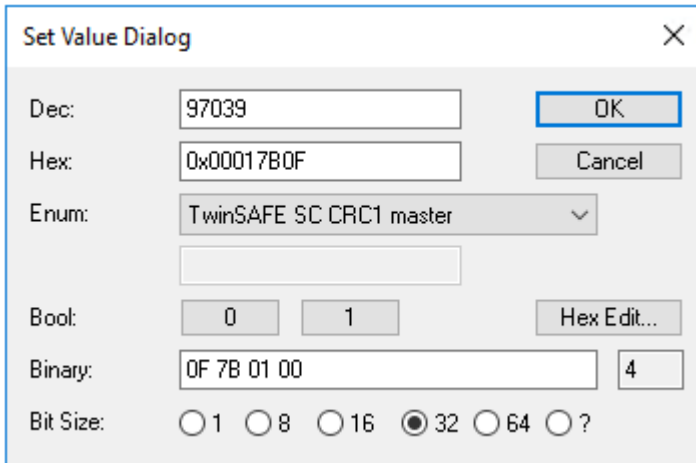 Set Value Dialog
Dec: 97039 OK
Hex: 0x00017B0F Cancel
Enum: TwinSAFE SC CRC1 master
Bool: 0 1 Hex Edit...
Binary: 0F 7B 01 00 4
Bit Size: 1 8 16 32 64 ?